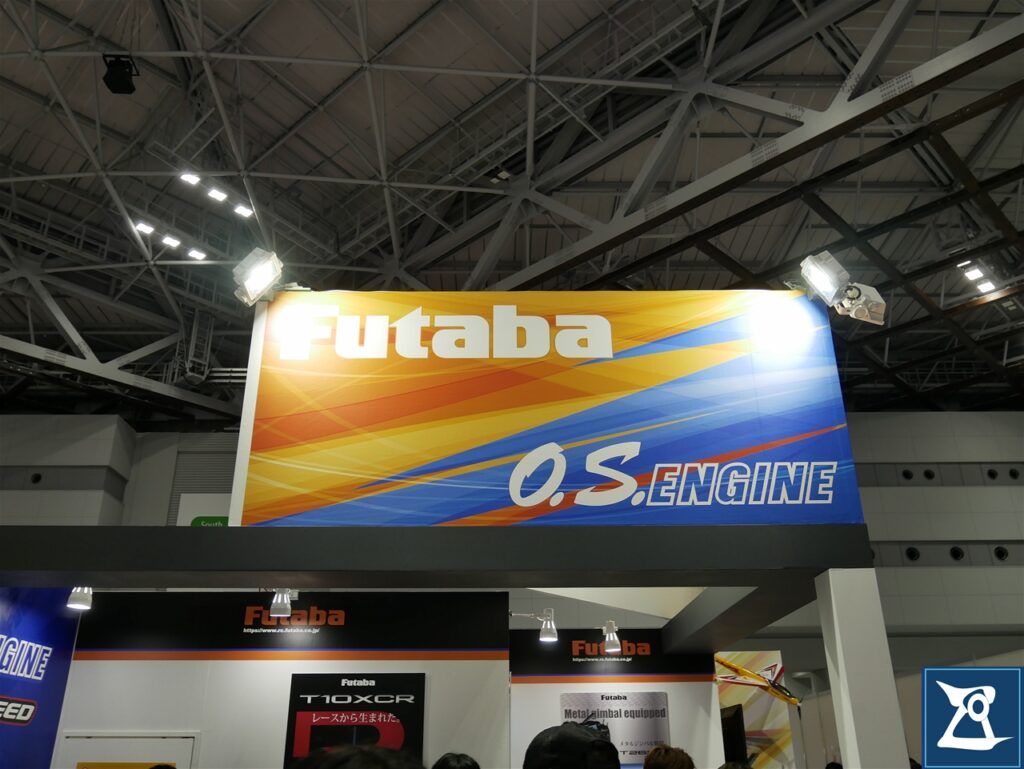 Futaba
O.S. ENGINE
South
Futaba
https://www.rc.futaba.co.jp/
Futaba
https://www.rc.futaba.co.jp/
Futaba
T10XCR
レースから生まれた。
R
Futaba
Metal gimbal equipped